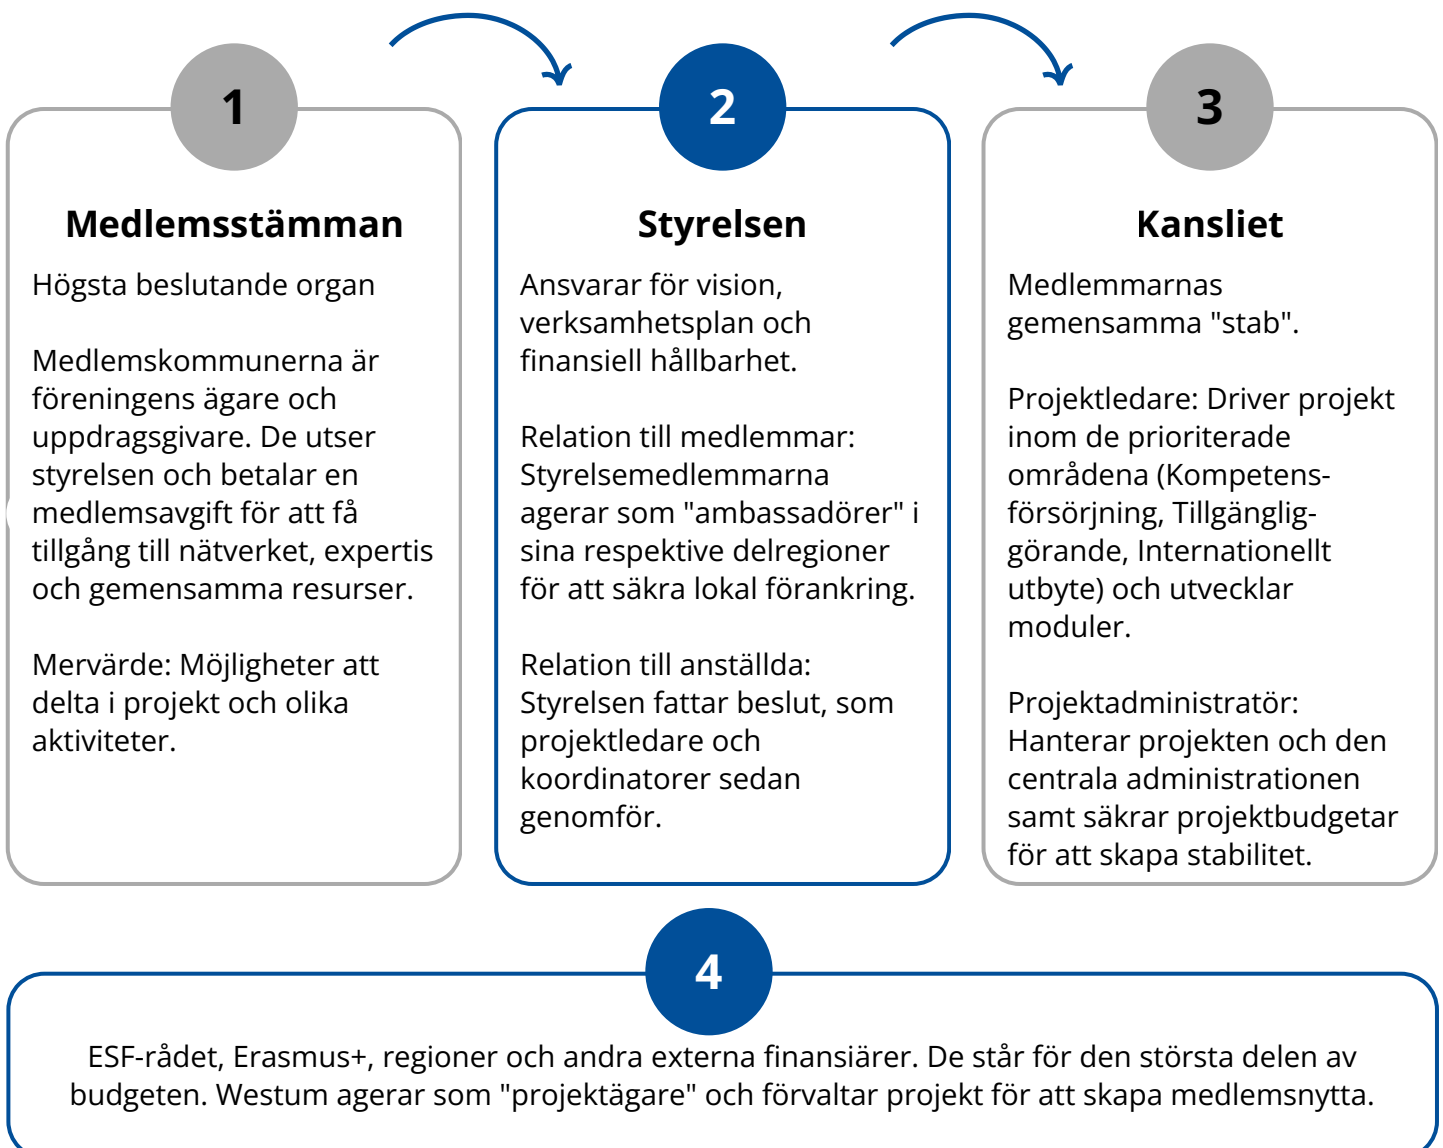 1
Medlemsstämman
Högsta beslutande organ
Medlemskommunerna är
föreningens ägare och
uppdragsgivare. De utser
styrelsen och betalar en
medlemsavgift för att få
tillgång till nätverket, expertis
och gemensamma resurser.
Mervärde: Möjligheter att
delta i projekt och olika
aktiviteter.
2
Styrelsen
Ansvarar för vision,
verksamhetsplan och
finansiell hållbarhet.
Relation till medlemmar:
Styrelsemedlemmarna
agerar som "ambassadörer" i
sina respektive delregioner
för att säkra lokal förankring.
Relation till anställda:
Styrelsen fattar beslut, som
projektledare och
koordinatorer sedan
genomför.
3
Kansliet
Medlemmarnas
gemensamma "stab".
Projektledare: Driver projekt
inom de prioriterade
områdena (Kompetens-
försörjning, Tillgänglig-
görande, Internationellt
utbyte) och utvecklar
moduler.
Projektadministratör:
Hanterar projekten och den
centrala administrationen
samt säkrar projektbudgetar
för att skapa stabilitet.
4
ESF-rådet, Erasmus+, regioner och andra externa finansiärer. De står för den största delen av
budgeten. Westum agerar som "projektägare" och förvaltar projekt för att skapa medlemsnytta.